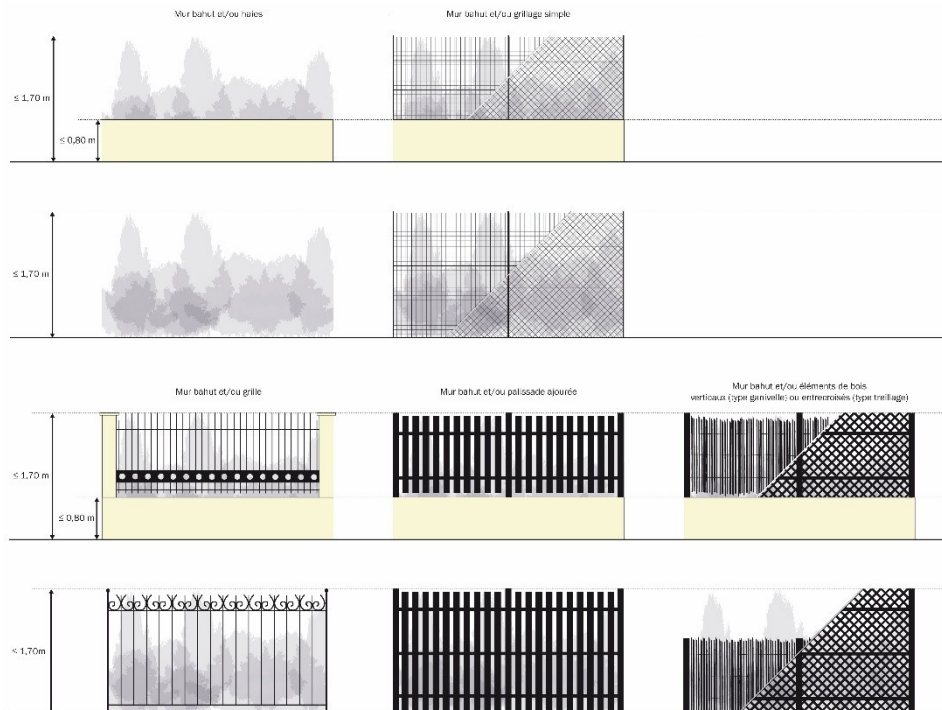 Mur bahut et/ou haies
Mur bahut et/ou grillage simple
≤ 1,70 m
≤ 0,80 m
≤ 1,70 m
Mur bahut et/cu grille
Mur bahut et/ou palissade ajourée
Mur bahut et/ou éléments de bois
verticaux (type ganivelle) ou entrecroisés (type treillage)
≤ 1,70 m
≤ 0,80 m
< 1,70m